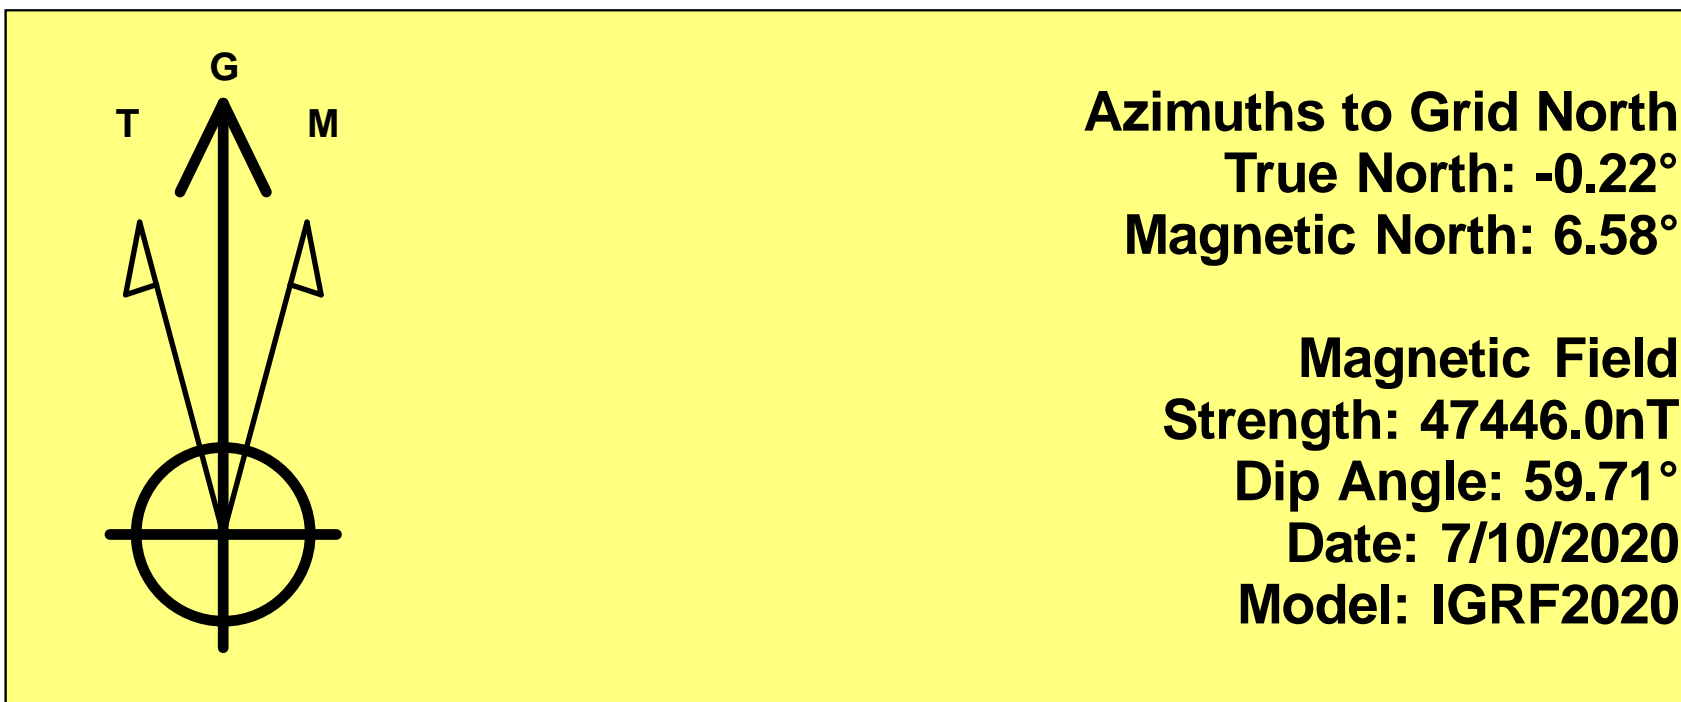 G
T
M
Azimuths to Grid North
True North: -0.22°
Magnetic North: 6.58°
Magnetic Field
Strength: 47446.0nT
Dip Angle: 59.71°
Date: 7/10/2020
Model: IGRF2020